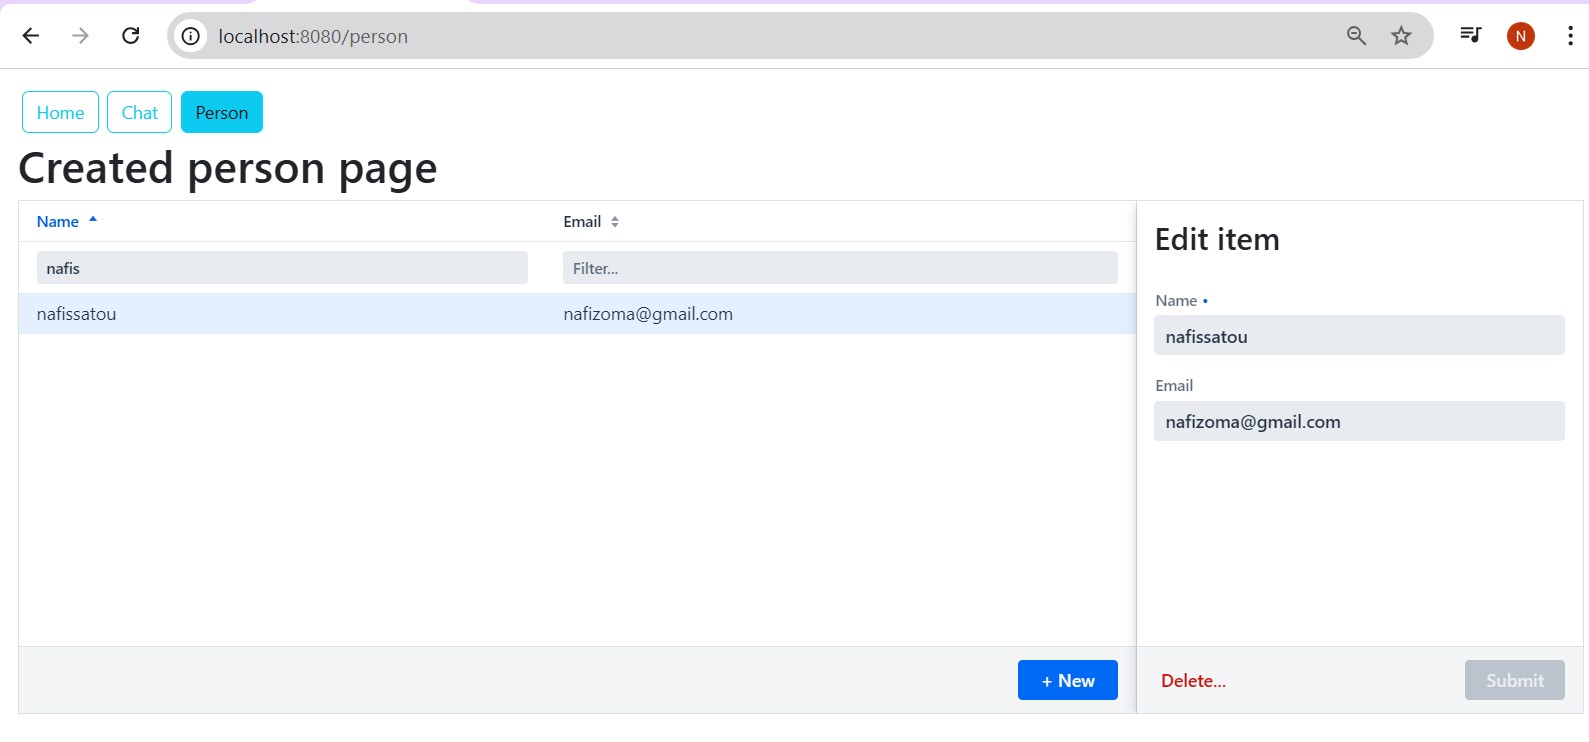 localhost:8080/person
N
Home Chat Person
Created person page
Name Email
nafis Filter...
nafissatou nafizoma@gmail.com
+ New
Edit item
Name •
nafissatou
Email
nafizoma@gmail.com
Delete... Submit